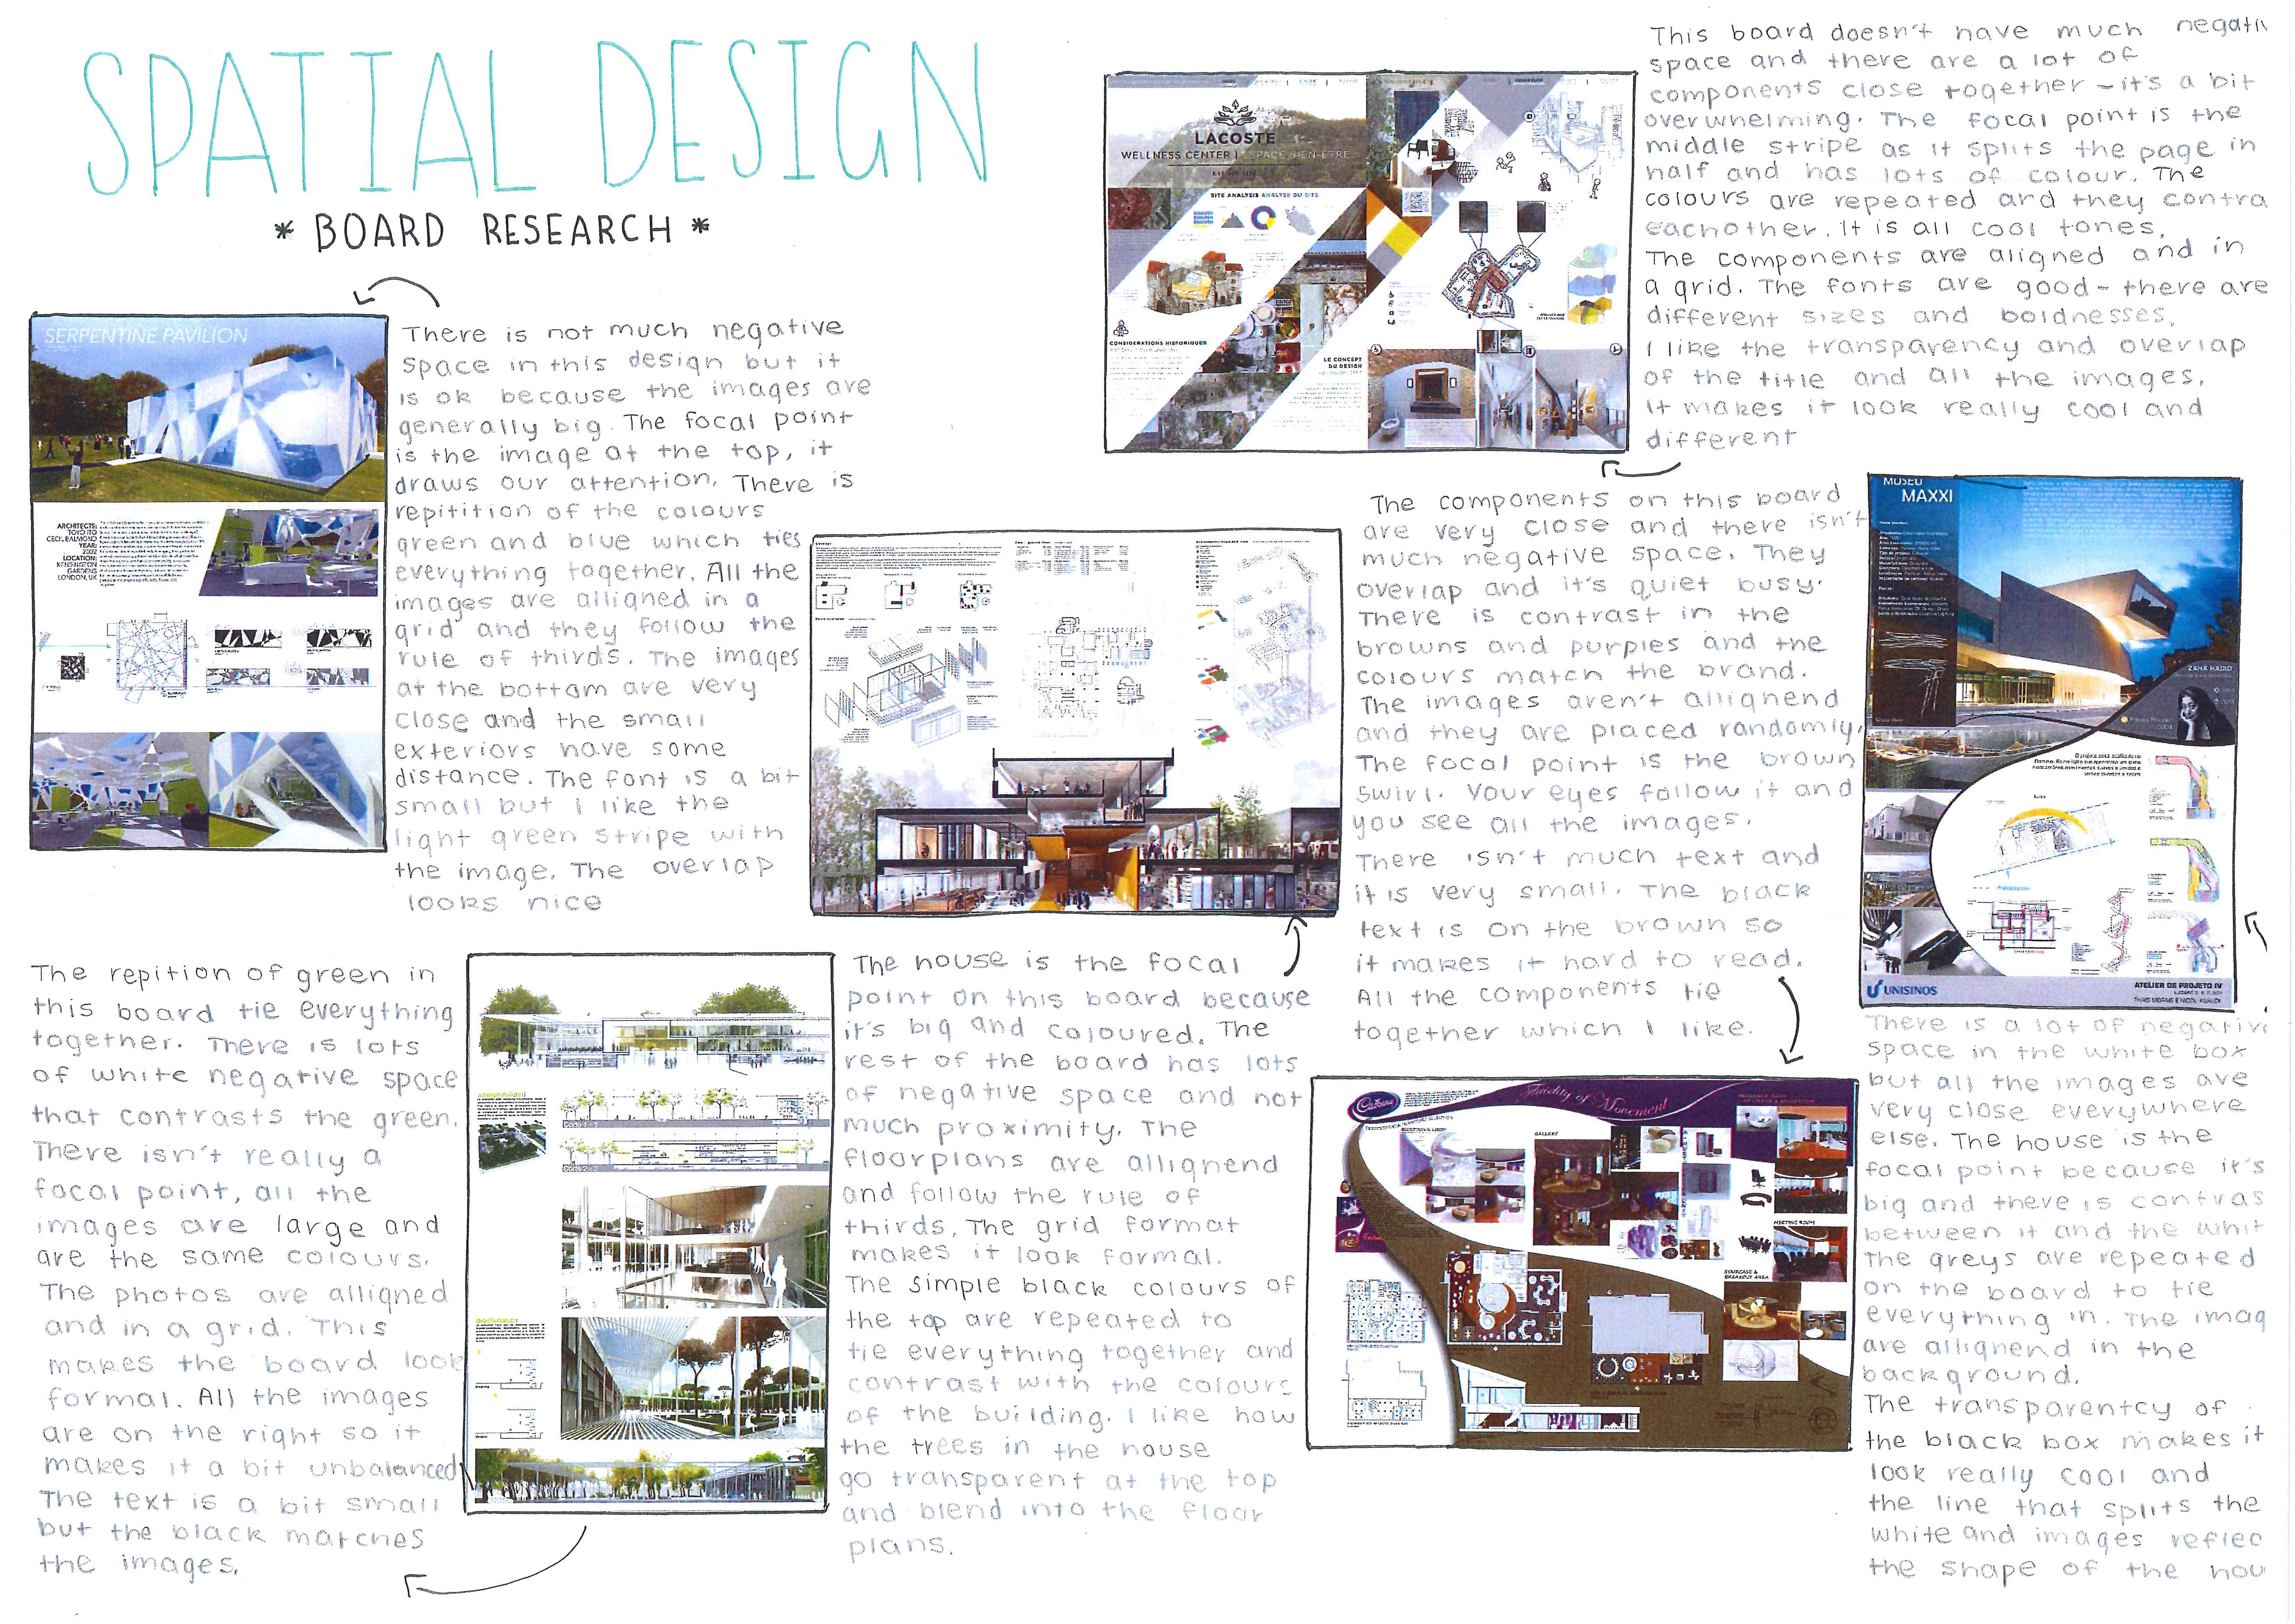 SPATIAL DESIGN
* BOARD RESEARCH *
SERPENTINE PAVILION
ARCHITECTS:
TOYO ITO
CECIL BALMOND
YEAR:
2002
LOCATION:
KENSINGTON
GARDENS
LONDON, UK
There is not much negative
space in this design but it
is ok because the images are
generally big. The focal point
is the image at the top, it
draws our attention. There is
repitition of the colours
green and blue which ties
everything together. All the
images are alligned in a
grid and they follow the
rule of thirds. The images
at the bottom are very
close and the small
exteriors have some
distance. The font is a bit
small but I like the
light green stripe with
the image. The overlap
looks nice
LACOSTE
WELLNESS CENTER | ESPACE BIEN-ETRE
SITE ANALYSIS ANALYSE DU SITE
CONSIDERATIONS HISTORIQUES
LE CONCEPT
DU DESIGN
This board doesn't have much negativ
space and there are a lot of
components close together - it's a bit
overwhelming. The focal point is the
middle stripe as it splits the page in
half and has lots of colour. The
colours are repeated and they contra
eachother. It is all cool tones.
The components are aligned and in
a grid. The fonts are good - there are
different sizes and boldnesses.
I like the transparency and overlap
of the title and all the images.
It makes it look really cool and
different
The components on this board
are very close and there isn't
much negative space. They
overlap and it's quiet busy.
There is contrast in the
browns and purples and the
colours match the brand.
The images aren't allignend
and they are placed randomly.
The focal point is the brown
swirl. Your eyes follow it and
you see all the images.
There isn't much text and
it is very small. The black
text is on the brown so
it makes it hard to read.
All the components tie
together which I like.
MUSEU
MAXXI
ZAHA HADID
UNISINOS
ATELIER DE PROJETO IV
The repition of green in
this board tie everything
together. There is lots
of white negative space
that contrasts the green.
There isn't really a
focal point, all the
images are large and
are the same colours.
The photos are alligned
and in a grid. This
makes the board look
formal. All the images
are on the right so it
makes it a bit unbalanced
The text is a bit small
but the black matches
the images.
The house is the focal
point on this board because
it's big and coloured. The
rest of the board has lots
of negative space and not
much proximity. The
floorplans are allignend
and follow the rule of
thirds. The grid format
makes it look formal.
The simple black colours of
the top are repeated to
tie everything together and
contrast with the colours
of the building. I like how
the trees in the house
go transparent at the top
and blend into the floor
plans.
Cadbury
Fluidity of Movement
GALLERY
MEETING ROOM
STAIRCASE &
BREAKOUT AREA
There is a lot of negative
space in the white box
but all the images are
very close everywhere
else. The house is the
focal point because it's
big and there is contras
between it and the whit
The greys are repeated
on the board to tie
everything in. The imag
are allignend in the
background.
The transparentcy of
the black box makes it
look really cool and
the line that splits the
white and images reflec
the shape of the hou